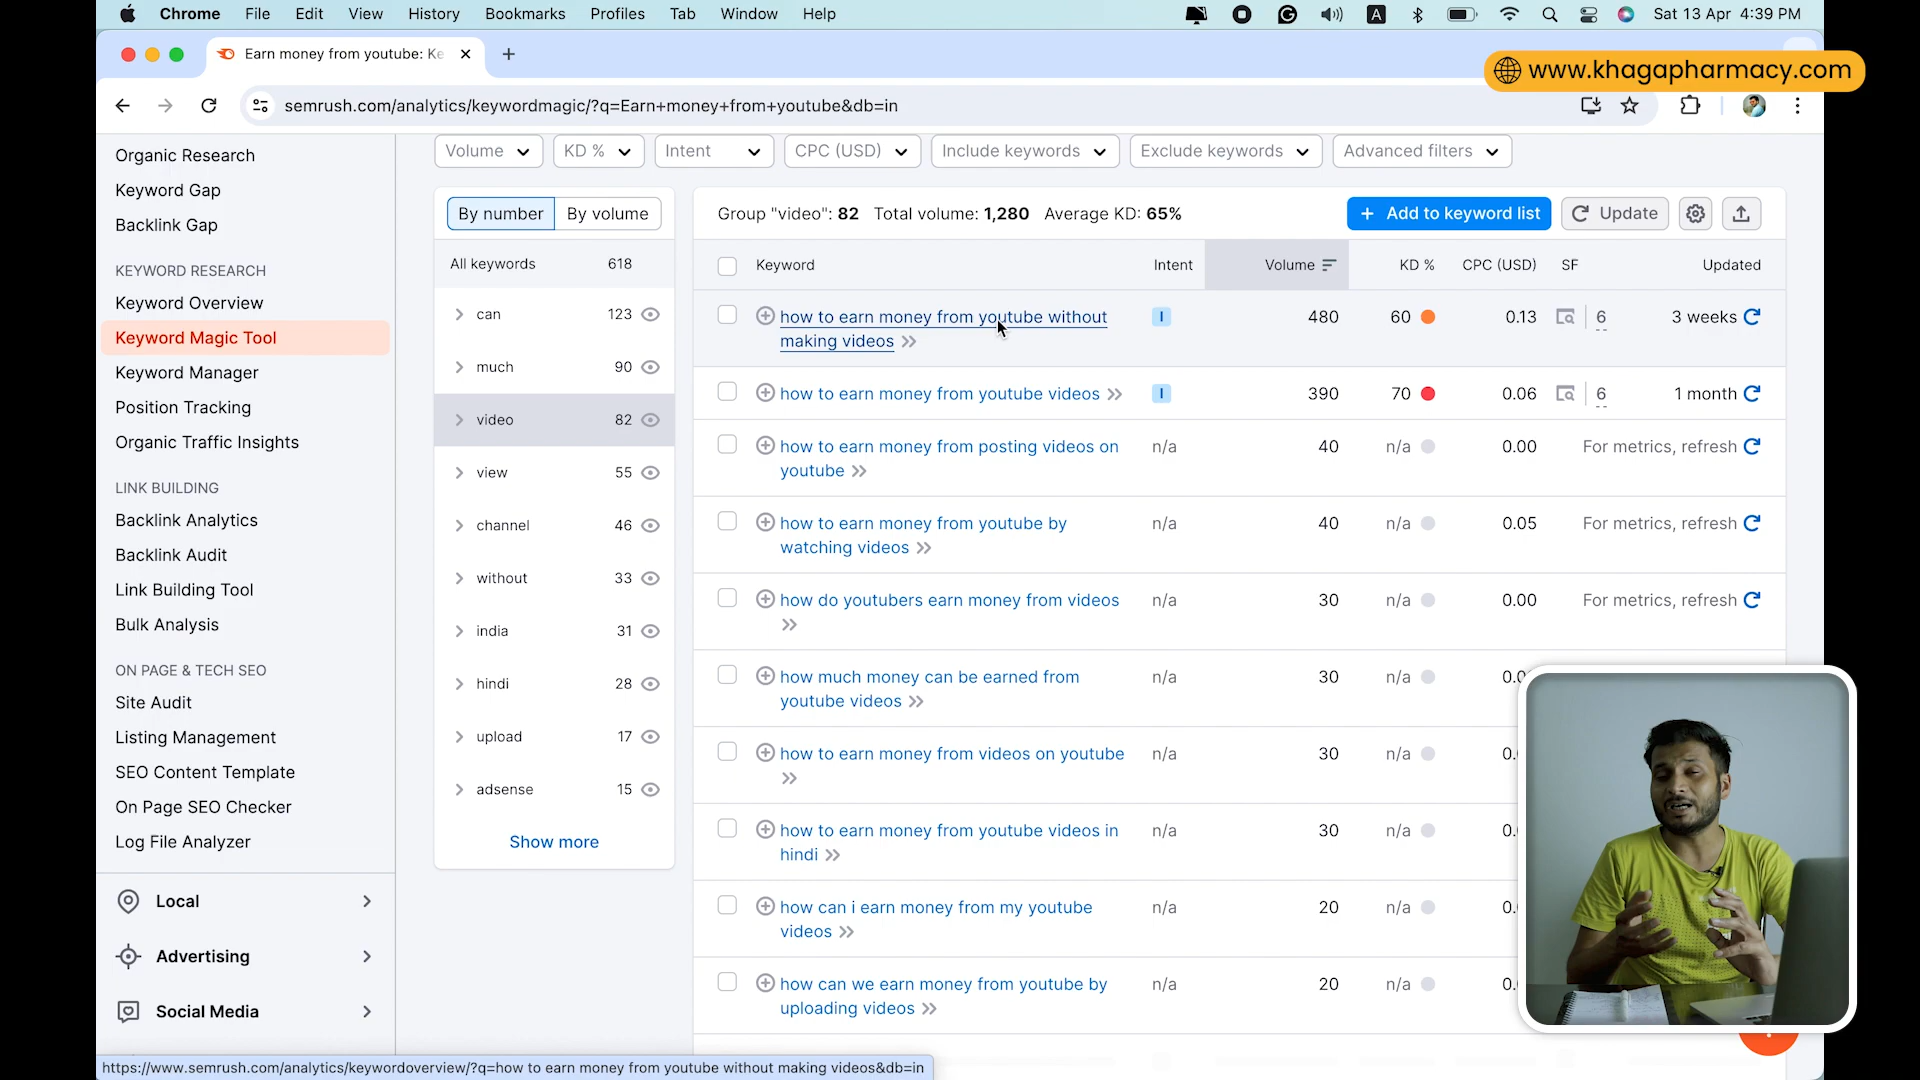 Chrome File Edit View History Bookmarks Profiles Tab Window Help
A
Sat 13 Apr 4:39 PM
Earn money from youtube: Ke
www.khagapharmacy.com
semrush.com/analytics/keywordmagic/?q=Earn+money+from+youtube&db=in
Organic Research
Keyword Gap
Backlink Gap
KEYWORD RESEARCH
Keyword Overview
Keyword Magic Tool
Keyword Manager
Position Tracking
Organic Traffic Insights
LINK BUILDING
Backlink Analytics
Backlink Audit
Link Building Tool
Bulk Analysis
ON PAGE & TECH SEO
Site Audit
Listing Management
SEO Content Template
On Page SEO Checker
Log File Analyzer
Local
Advertising
Social Media
Volume KD % Intent CPC (USD) Include keywords Exclude keywords Advanced filters
By number By volume
All keywords 618
can 123
much 90
video 82
view 55
channel 46
without 33
india 31
hindi 28
upload 17
adsense 15
Show more
Group "video": 82 Total volume: 1,280 Average KD: 65%
+ Add to keyword list Update
Keyword Intent Volume KD % CPC (USD) SF Updated
how to earn money from youtube without I 480 60 0.13 6 3 weeks
making videos
how to earn money from youtube videos I 390 70 0.06 6 1 month
how to earn money from posting videos on n/a 40 n/a 0.00 For metrics, refresh
youtube
how to earn money from youtube by n/a 40 n/a 0.05 For metrics, refresh
watching videos
how do youtubers earn money from videos n/a 30 n/a 0.00 For metrics, refresh
how much money can be earned from n/a 30 n/a
youtube videos
how to earn money from videos on youtube n/a 30 n/a
how to earn money from youtube videos in n/a 30 n/a
hindi
how can i earn money from my youtube n/a 20 n/a
videos
how can we earn money from youtube by n/a 20 n/a
uploading videos
https://www.semrush.com/analytics/keywordoverview/?q=how to earn money from youtube without making videos&db=in